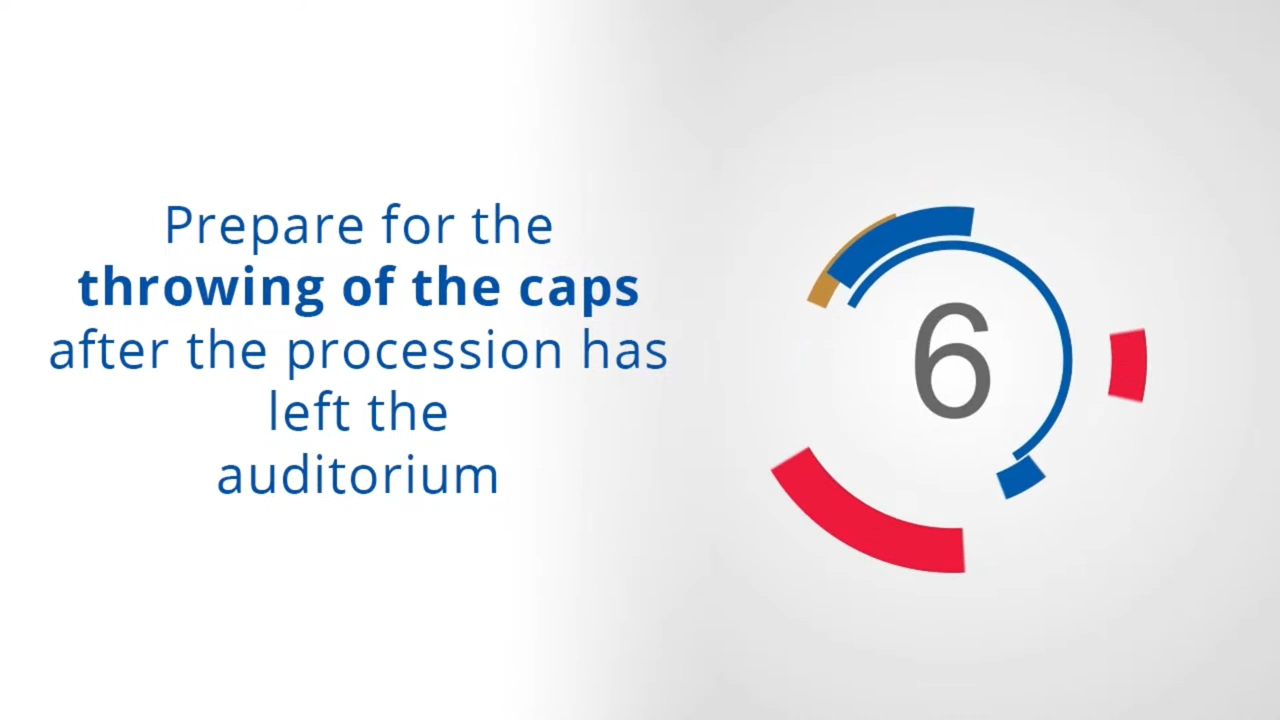 Prepare for the
throwing of the caps
after the procession has
left the
auditorium
6